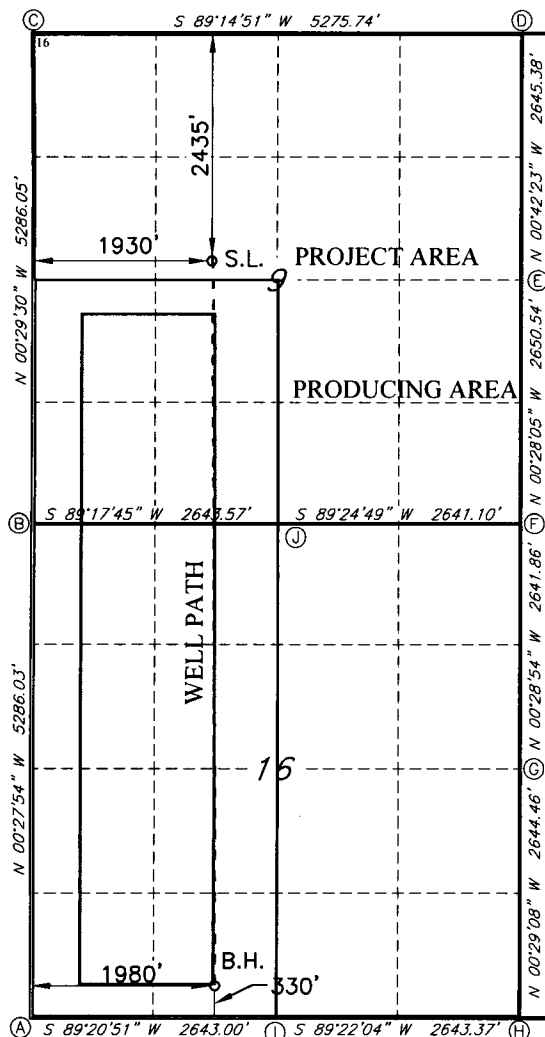 C
S 89°14'51" W 5275.74'
D
16
2435'
N 00°42'23" W 2645.38'
N 00°29'30" W 5286.05'
1930'
S.L.
PROJECT AREA
9
E
N 00°28'05" W 2650.54'
PRODUCING AREA
B
S 89°17'45" W 2643.57'
S 89°24'49" W 2641.10'
F
J
WELL PATH
N 00°28'54" W 2641.86'
N 00°27'54" W 5286.03'
16
G
N 00°29'08" W 2644.46'
1980'
B.H.
330'
A
S 89°20'51" W 2643.00'
I
S 89°22'04" W 2643.37'
H